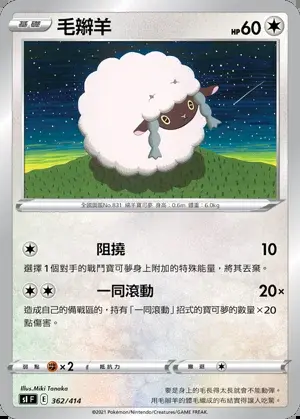 基礎 毛辮羊 HP60
全國圖鑑No.831 綿羊寶可夢 身高：0.6m 體重：6.0kg
阻撓 10
選擇1個對手的戰鬥寶可夢身上附加的特殊能量，將其丟棄。
一同滾動 20×
造成自己的備戰區的，持有「一同滾動」招式的寶可夢的數量×20
點傷害。
弱點 ×2 抵抗力 撤退
Illus.Miki Tanaka
s1 F E 362/414
要是身上的毛長得太長就會不能動彈。
用毛辮羊的體毛織成的布結實得讓人吃驚。
©2021 Pokémon/Nintendo/Creatures/GAME FREAK.